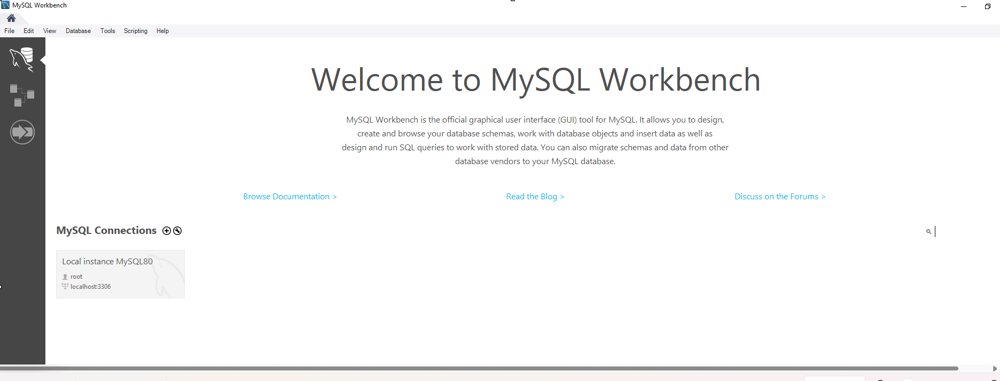 MySQL Workbench
File Edit View Database Tools Scripting Help
Welcome to MySQL Workbench
MySQL Workbench is the official graphical user interface (GUI) tool for MySQL. It allows you to design,
create and browse your database schemas, work with database objects and insert data as well as
design and run SQL queries to work with stored data. You can also migrate schemas and data from other
database vendors to your MySQL database.
Browse Documentation > Read the Blog > Discuss on the Forums >
MySQL Connections
Local instance MySQL80
root
localhost:3306